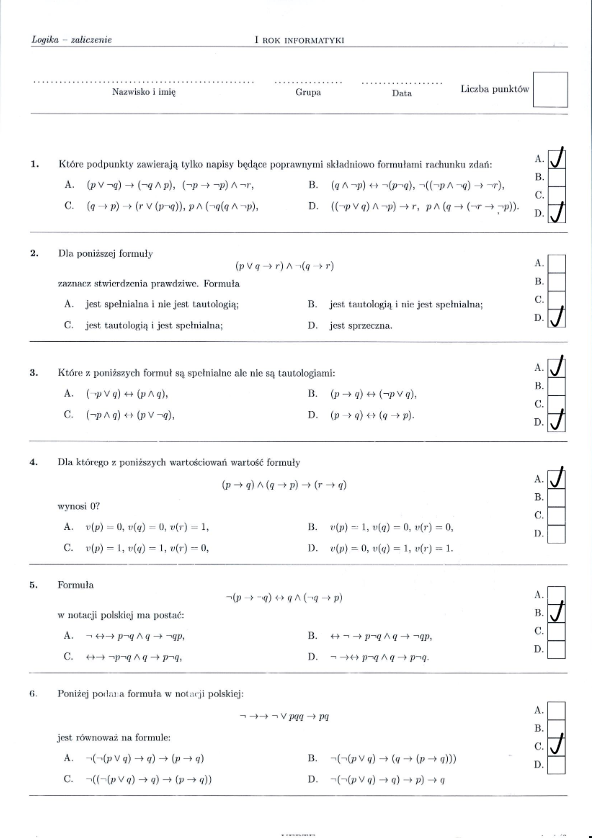 Logika – zaliczenie I ROK INFORMATYKI
Nazwisko i imię Grupa Data Liczba punktów
1. Które podpunkty zawierają tylko napisy będące poprawnymi składniowo formułami rachunku zdań:
A. (p ∨ ¬q) → (¬q ∧ p), (¬p → ¬p) ∧ ¬r, B. (q ∧ ¬p) ↔ ¬(p¬q), ¬((¬p ∧ ¬q) → ¬r),
C. (q → p) → (r ∨ (p¬q)), p ∧ (¬q(q ∧ ¬p), D. ((¬p ∨ q) ∧ ¬p) → r, p ∧ (q → (¬r → ¬p)).
A. ✓
B.
C.
D. ✓
2. Dla poniższej formuły
(p ∨ q → r) ∧ ¬(q → r)
zaznacz stwierdzenia prawdziwe. Formuła
A. jest spełnialna i nie jest tautologią; B. jest tautologią i nie jest spełnialna;
C. jest tautologią i jest spełnialna; D. jest sprzeczna.
A.
B.
C.
D. ✓
3. Które z poniższych formuł są spełnialne ale nie są tautologiami:
A. (¬p ∨ q) ↔ (p ∧ q), B. (p → q) ↔ (¬p ∨ q),
C. (¬p ∧ q) ↔ (p ∨ ¬q), D. (p → q) ↔ (q → p).
A. ✓
B.
C.
D. ✓
4. Dla którego z poniższych wartościowań wartość formuły
(p → q) ∧ (q → p) → (r → q)
wynosi 0?
A. v(p) = 0, v(q) = 0, v(r) = 1, B. v(p) = 1, v(q) = 0, v(r) = 0,
C. v(p) = 1, v(q) = 1, v(r) = 0, D. v(p) = 0, v(q) = 1, v(r) = 1.
A. ✓
B.
C.
D.
5. Formuła
¬(p → ¬q) ↔ q ∧ (¬q → p)
w notacji polskiej ma postać:
A. ¬ ↔→ p¬q ∧ q → ¬qp, B. ↔ ¬ → p¬q ∧ q → ¬qp,
C. ↔→ ¬p¬q ∧ q → p¬q, D. ¬ →↔ p¬q ∧ q → p¬q.
A.
B. ✓
C.
D.
6. Poniżej podana formuła w notacji polskiej:
¬ →→ ¬ ∨ pqq → pq
jest równoważna formule:
A. ¬(¬(p ∨ q) → q) → (p → q) B. ¬(¬(p ∨ q) → (q → (p → q)))
C. ¬((¬(p ∨ q) → q) → (p → q)) D. ¬(¬(p ∨ q) → q) → p) → q
A.
B.
C. ✓
D.